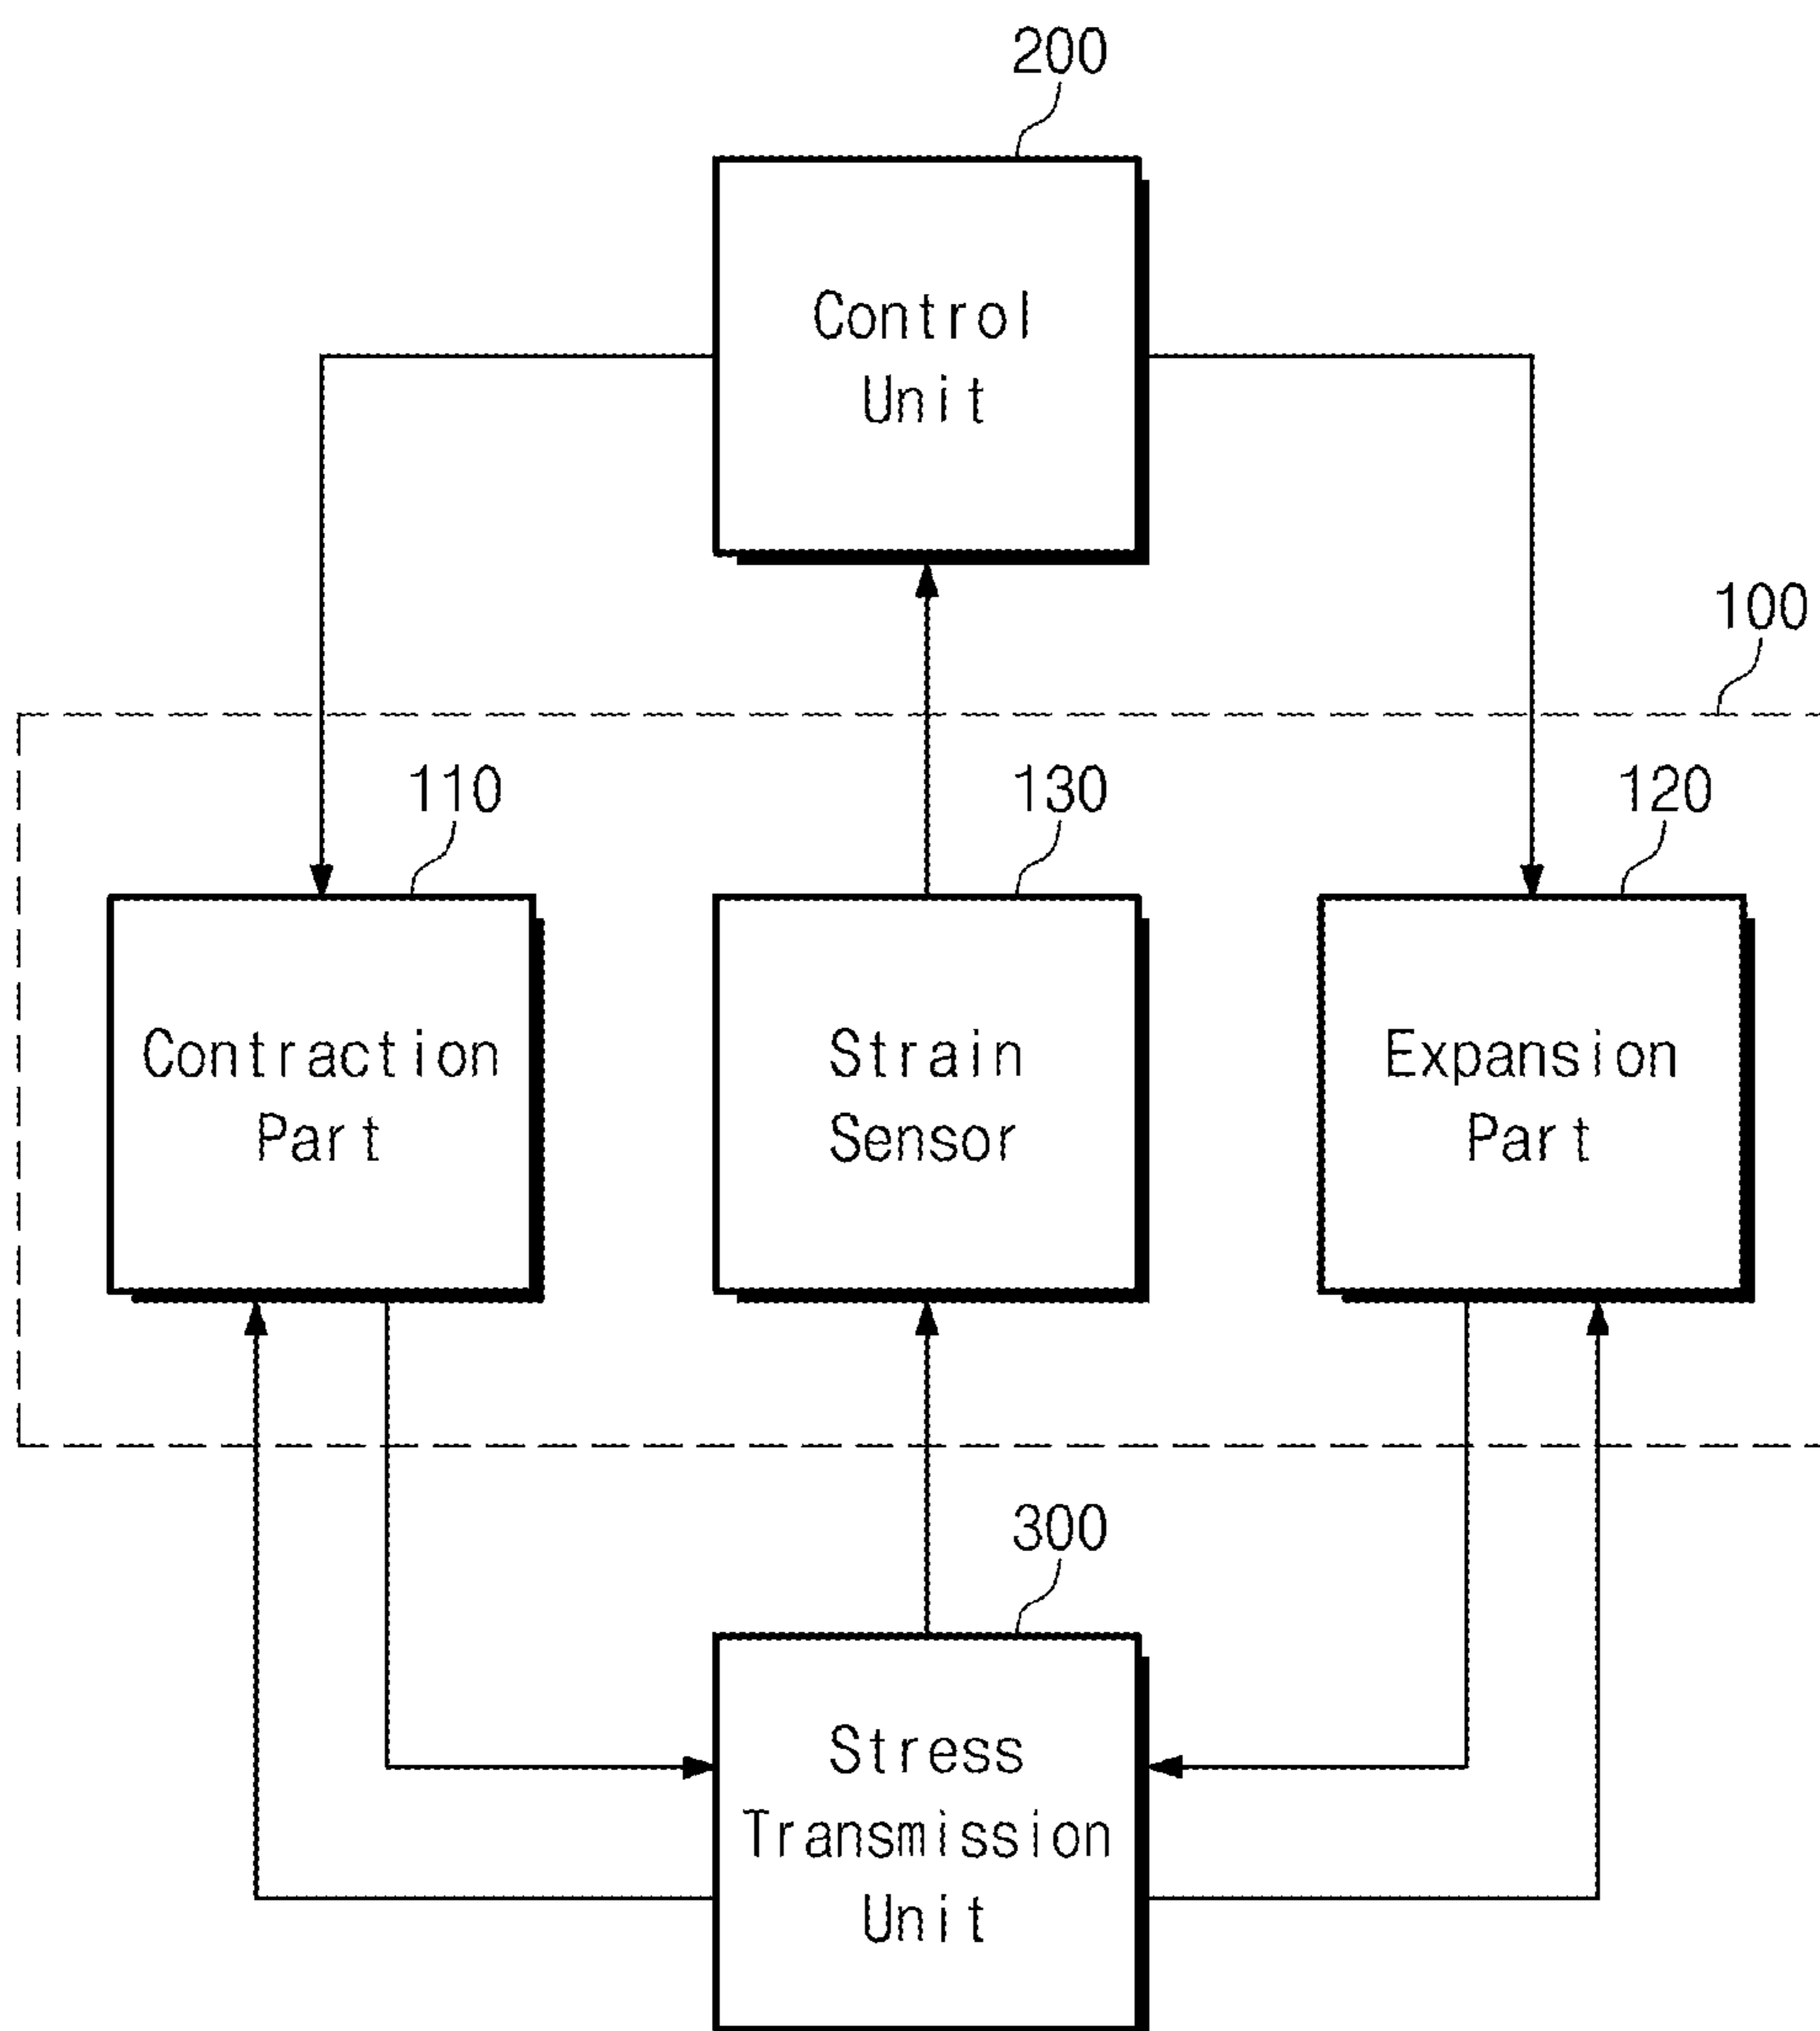 200
Control
Unit
100
110
130
120
Contraction
Part
Strain
Sensor
Expansion
Part
300
Stress
Transmission
Unit